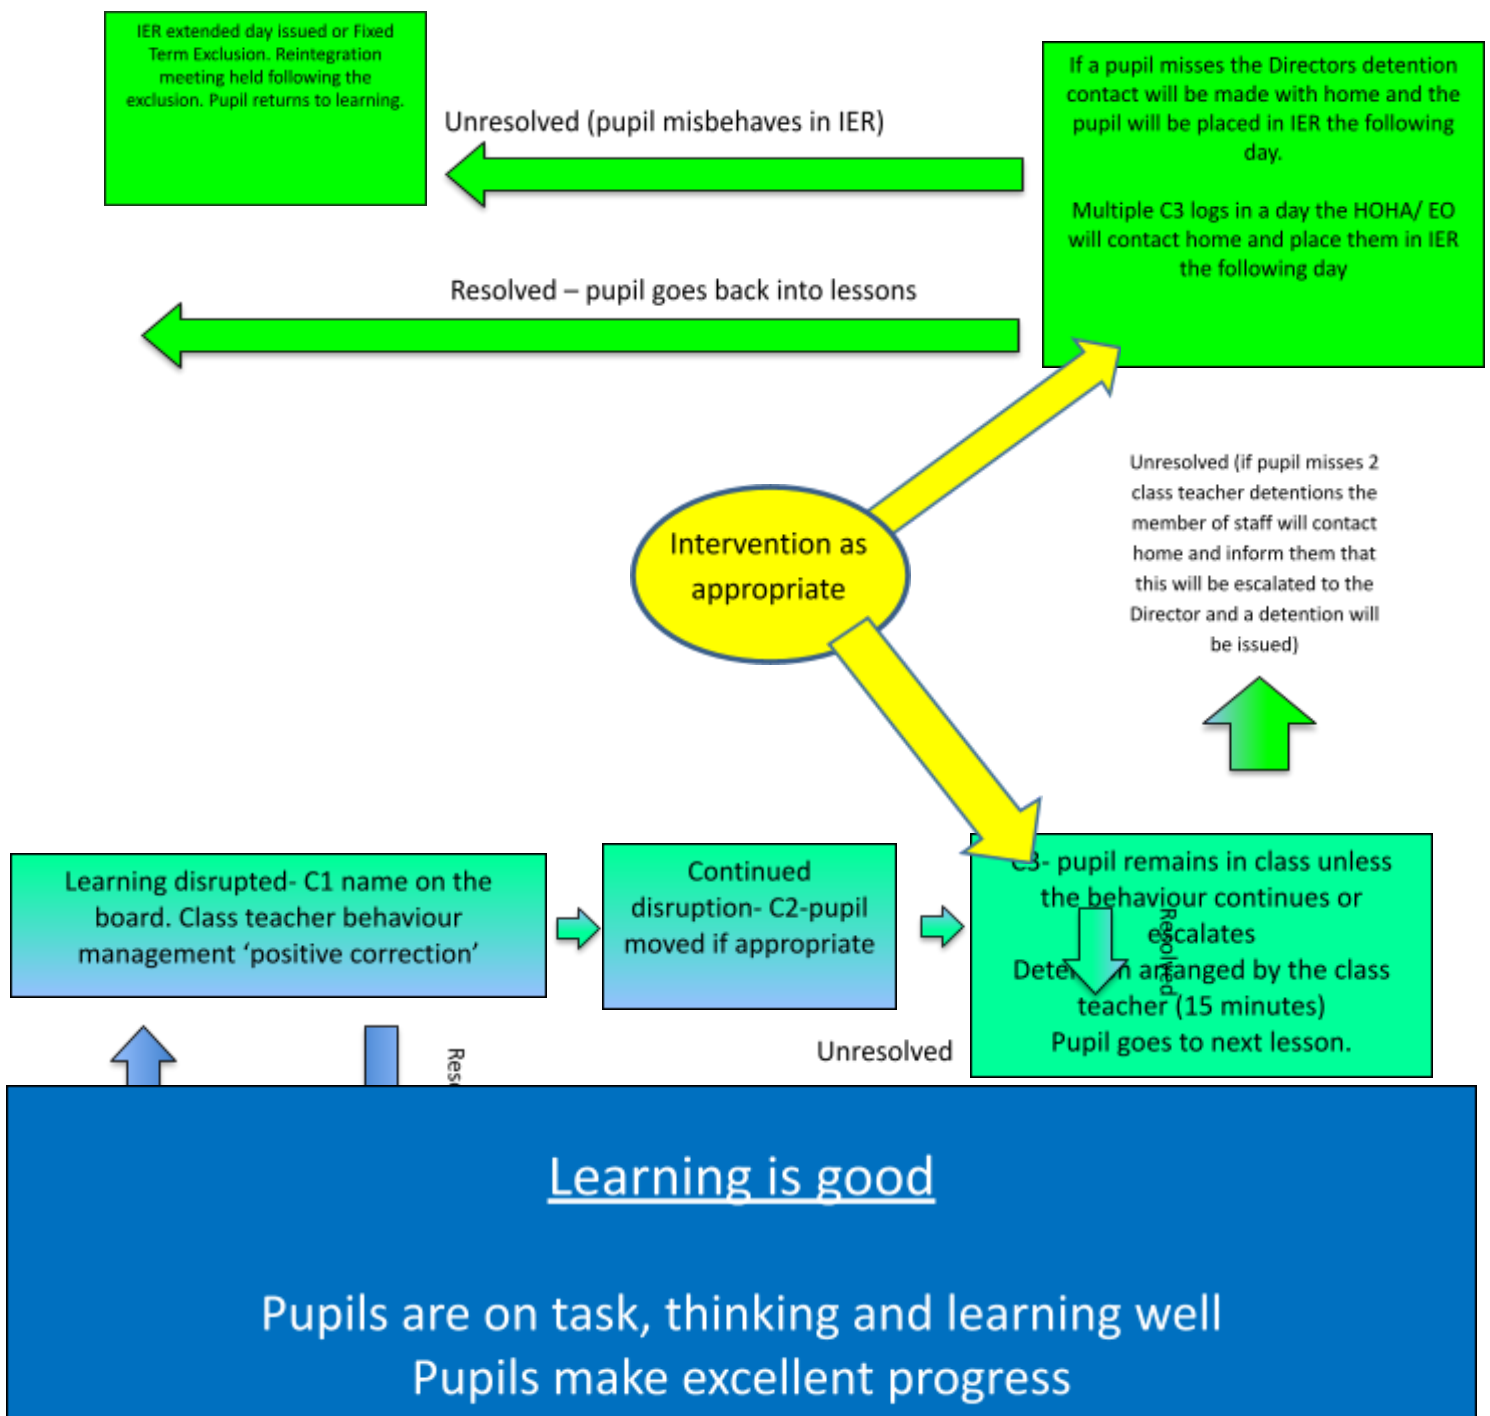 IER extended day issued or Fixed
Term Exclusion. Reintegration
meeting held following the
exclusion. Pupil returns to learning.
Unresolved (pupil misbehaves in IER)
If a pupil misses the Directors detention
contact will be made with home and the
pupil will be placed in IER the following
day.
Multiple C3 logs in a day the HOHA/ EO
will contact home and place them in IER
the following day
Resolved – pupil goes back into lessons
Intervention as
appropriate
Unresolved (if pupil misses 2
class teacher detentions the
member of staff will contact
home and inform them that
this will be escalated to the
Director and a detention will
be issued)
Learning disrupted- C1 name on the
board. Class teacher behaviour
management ‘positive correction’
Continued
disruption- C2-pupil
moved if appropriate
C3- pupil remains in class unless
the behaviour continues or
escalates
Detention arranged by the class
teacher (15 minutes)
Pupil goes to next lesson.
Resolved
Unresolved
Learning is good
Pupils are on task, thinking and learning well
Pupils make excellent progress